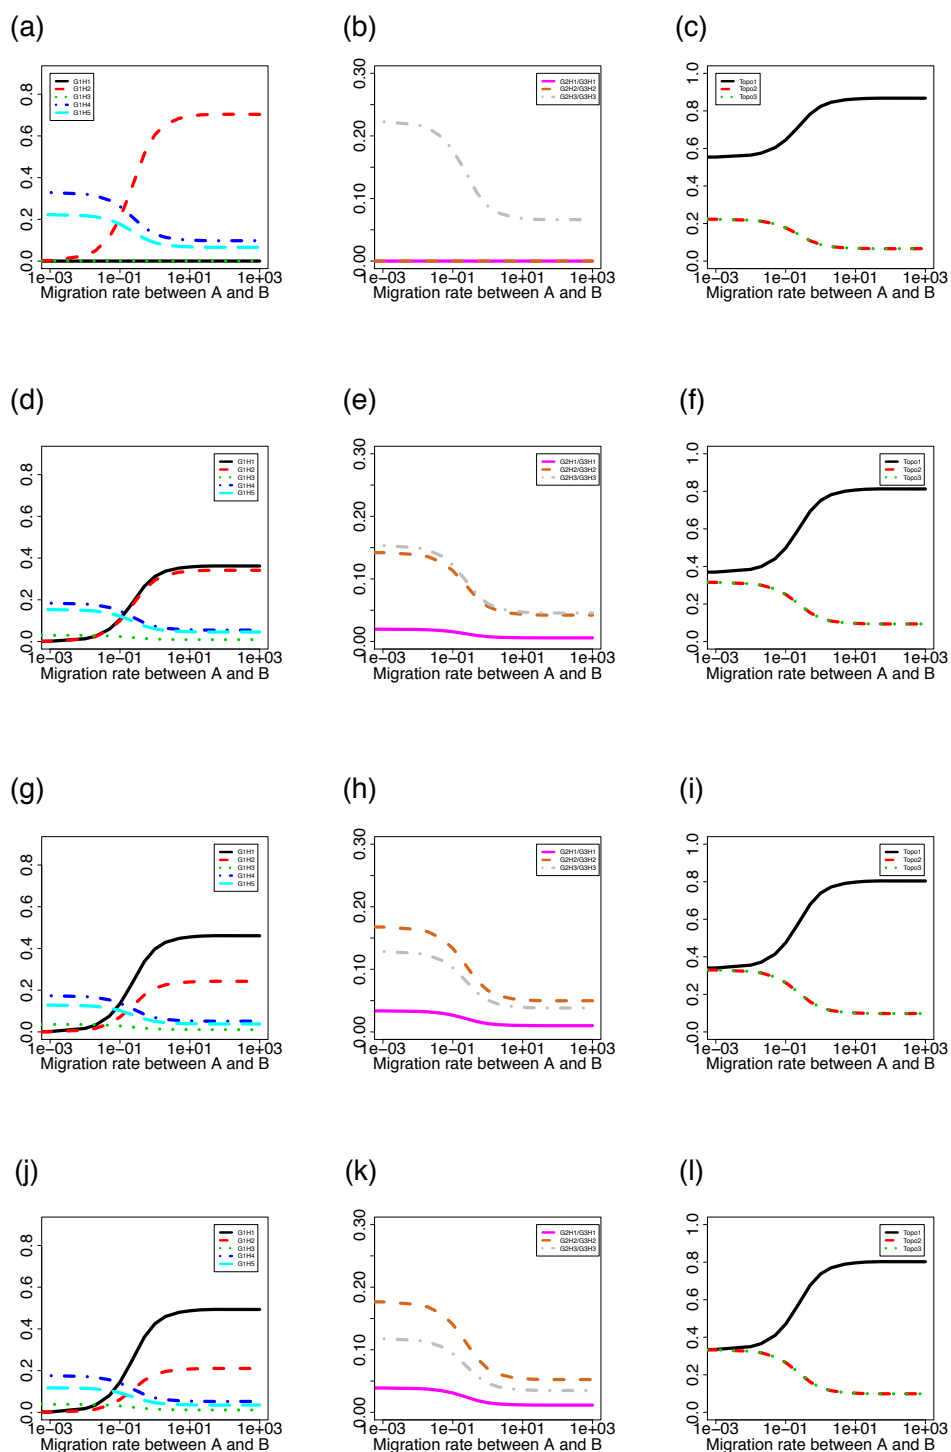 (a)
(b)
(c)
0.0 0.2 0.4 0.6 0.8
G1H1
G1H2
G1H3
G1H4
G1H5
1e−03 1e−01 1e+01 1e+03
Migration rate between A and B
0.00 0.10 0.20 0.30
G2H1/G3H1
G2H2/G3H2
G2H3/G3H3
1e−03 1e−01 1e+01 1e+03
Migration rate between A and B
0.0 0.2 0.4 0.6 0.8 1.0
Topo1
Topo2
Topo3
1e−03 1e−01 1e+01 1e+03
Migration rate between A and B
(d)
(e)
(f)
0.0 0.2 0.4 0.6 0.8
G1H1
G1H2
G1H3
G1H4
G1H5
1e−03 1e−01 1e+01 1e+03
Migration rate between A and B
0.00 0.10 0.20 0.30
G2H1/G3H1
G2H2/G3H2
G2H3/G3H3
1e−03 1e−01 1e+01 1e+03
Migration rate between A and B
0.0 0.2 0.4 0.6 0.8 1.0
Topo1
Topo2
Topo3
1e−03 1e−01 1e+01 1e+03
Migration rate between A and B
(g)
(h)
(i)
0.0 0.2 0.4 0.6 0.8
G1H1
G1H2
G1H3
G1H4
G1H5
1e−03 1e−01 1e+01 1e+03
Migration rate between A and B
0.00 0.10 0.20 0.30
G2H1/G3H1
G2H2/G3H2
G2H3/G3H3
1e−03 1e−01 1e+01 1e+03
Migration rate between A and B
0.0 0.2 0.4 0.6 0.8 1.0
Topo1
Topo2
Topo3
1e−03 1e−01 1e+01 1e+03
Migration rate between A and B
(j)
(k)
(l)
0.0 0.2 0.4 0.6 0.8
G1H1
G1H2
G1H3
G1H4
G1H5
1e−03 1e−01 1e+01 1e+03
Migration rate between A and B
0.00 0.10 0.20 0.30
G2H1/G3H1
G2H2/G3H2
G2H3/G3H3
1e−03 1e−01 1e+01 1e+03
Migration rate between A and B
0.0 0.2 0.4 0.6 0.8 1.0
Topo1
Topo2
Topo3
1e−03 1e−01 1e+01 1e+03
Migration rate between A and B